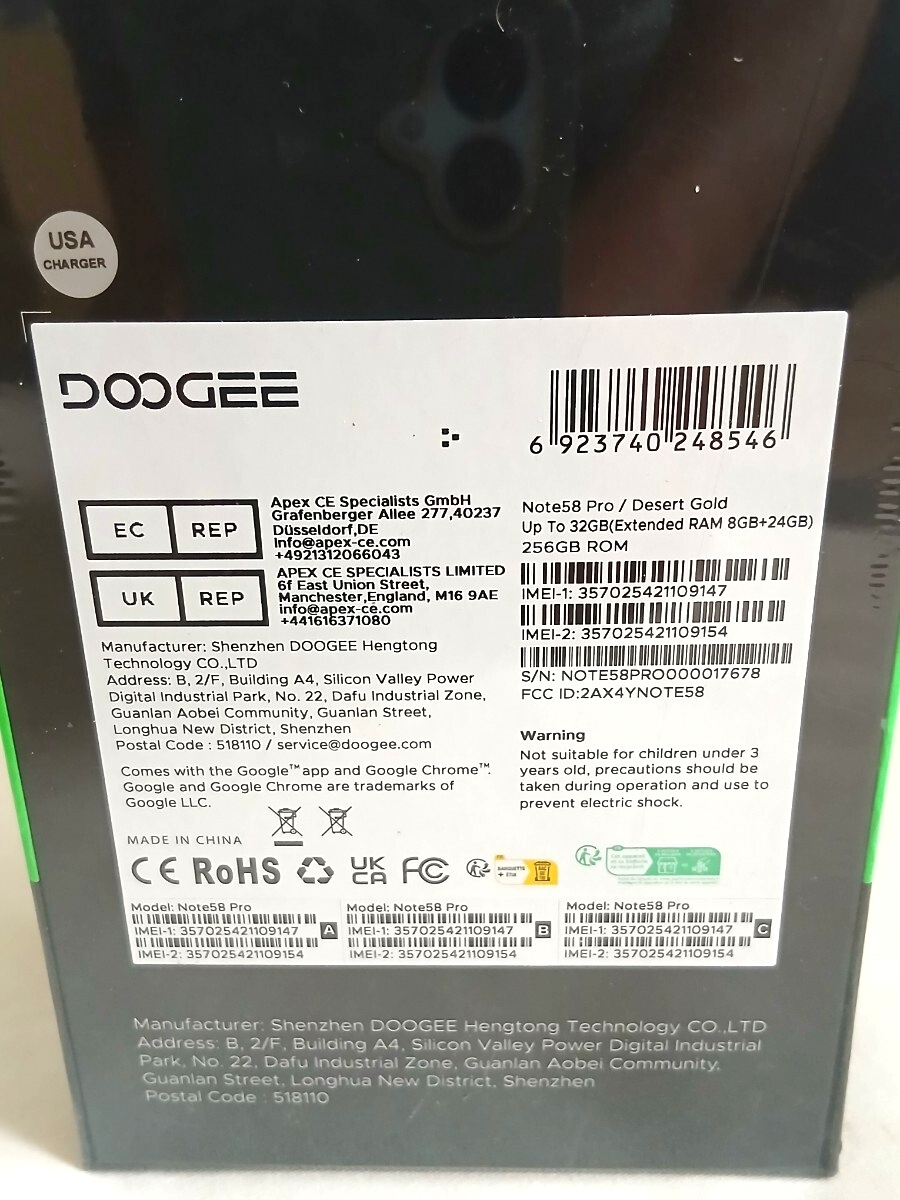 USA
CHARGER
DOOGEE
6 923740 248546
EC REP
Apex CE Specialists GmbH
Grafenberger Allee 277,40237
Düsseldorf,DE
Info@apex-ce.com
+4921312066043
UK REP
APEX CE SPECIALISTS LIMITED
6f East Union Street,
Manchester,England, M16 9AE
info@apex-ce.com
+441616371080
Manufacturer: Shenzhen DOOGEE Hengtong
Technology CO.,LTD
Address: B, 2/F, Building A4, Silicon Valley Power
Digital Industrial Park, No. 22, Dafu Industrial Zone,
Guanlan Aobei Community, Guanlan Street,
Longhua New District, Shenzhen
Postal Code : 518110 / service@doogee.com
Comes with the Google™ app and Google Chrome™.
Google and Google Chrome are trademarks of
Google LLC.
MADE IN CHINA
Note58 Pro / Desert Gold
Up To 32GB(Extended RAM 8GB+24GB)
256GB ROM
IMEI-1: 357025421109147
IMEI-2: 357025421109154
S/N: NOTE58PRO000017678
FCC ID:2AX4YNOTE58
Warning
Not suitable for children under 3
years old, precautions should be
taken during operation and use to
prevent electric shock.
CE RoHS UK CA FC
Model: Note58 Pro
IMEI-1: 357025421109147 A
IMEI-2: 357025421109154
Model: Note58 Pro
IMEI-1: 357025421109147 B
IMEI-2: 357025421109154
Model: Note58 Pro
IMEI-1: 357025421109147 C
IMEI-2: 357025421109154
Manufacturer: Shenzhen DOOGEE Hengtong Technology CO.,LTD
Address: B, 2/F, Building A4, Silicon Valley Power Digital Industrial
Park, No. 22, Dafu Industrial Zone, Guanlan Aobei Community,
Guanlan Street, Longhua New District, Shenzhen
Postal Code : 518110